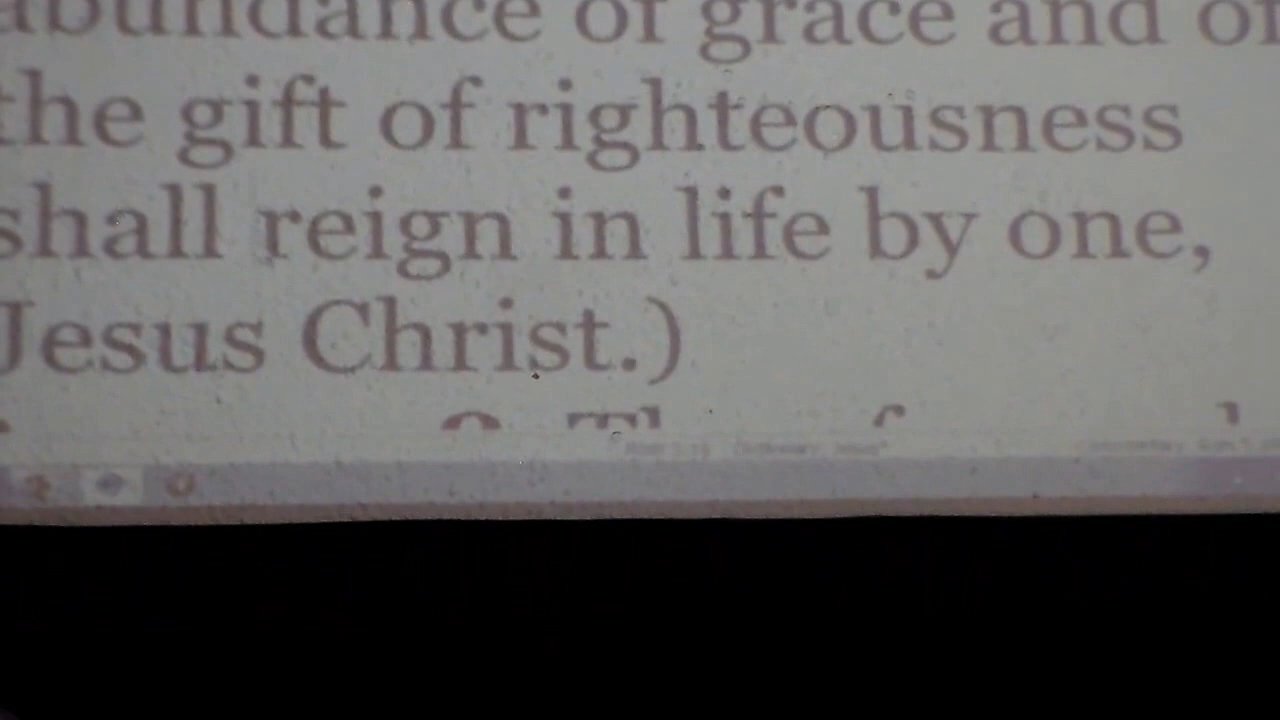 abundance of grace and of
the gift of righteousness
shall reign in life by one,
Jesus Christ.)